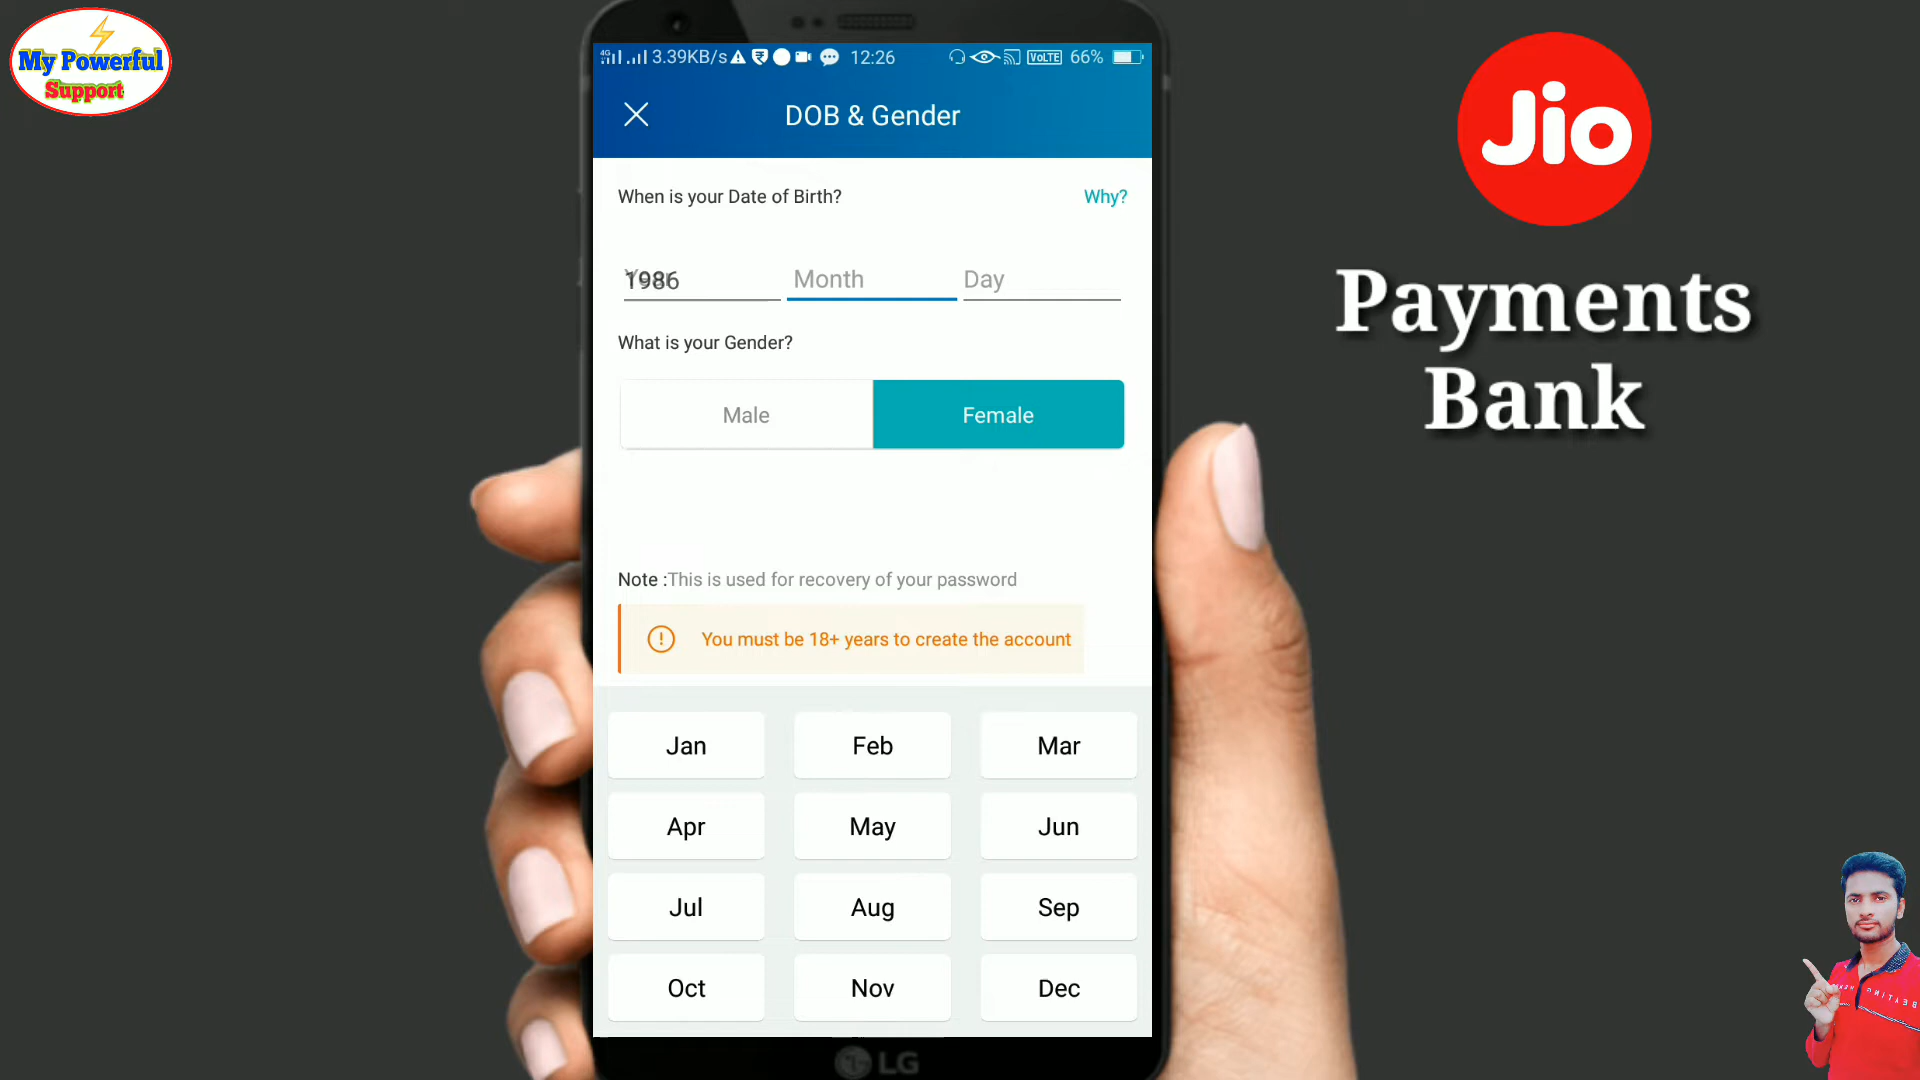 My Powerful
Support
4G 3.39KB/s 12:26 VoLTE 66%
DOB & Gender
When is your Date of Birth? Why?
1986 Month Day
What is your Gender?
Male Female
Note :This is used for recovery of your password
You must be 18+ years to create the account
Jan Feb Mar
Apr May Jun
Jul Aug Sep
Oct Nov Dec
LG
Jio
Payments
Bank